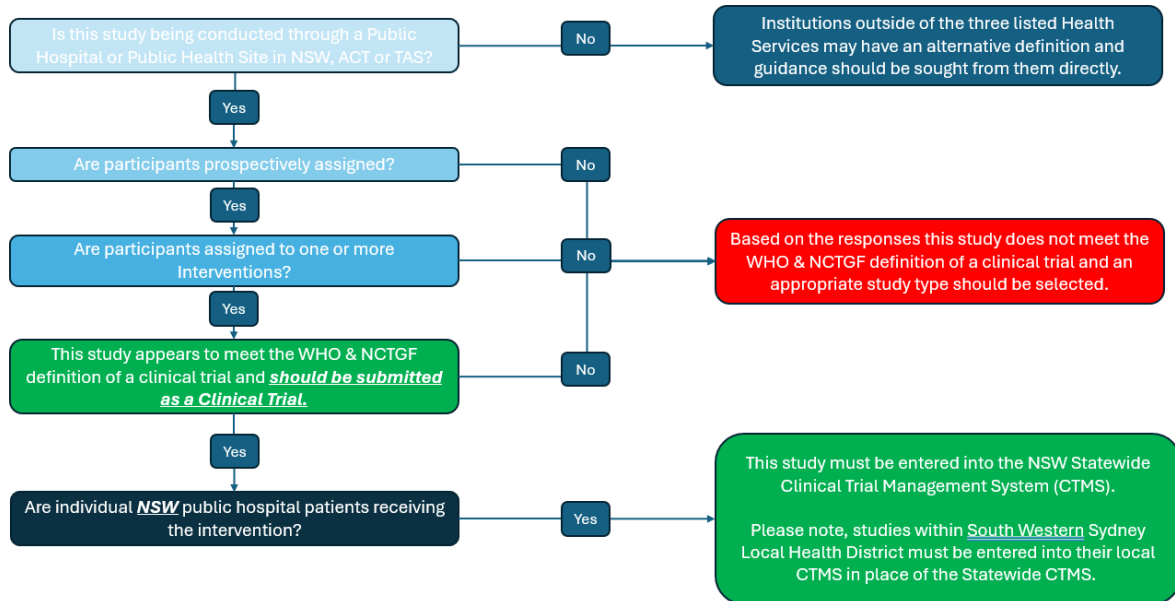 Is this study being conducted through a Public
Hospital or Public Health Site in NSW, ACT or TAS?
No
Institutions outside of the three listed Health
Services may have an alternative definition and
guidance should be sought from them directly.
Yes
Are participants prospectively assigned?
No
Yes
Are participants assigned to one or more
Interventions?
No
Based on the responses this study does not meet the
WHO & NCTGF definition of a clinical trial and an
appropriate study type should be selected.
Yes
This study appears to meet the WHO & NCTGF
definition of a clinical trial and should be submitted
as a Clinical Trial.
No
Yes
Are individual NSW public hospital patients receiving
the intervention?
Yes
This study must be entered into the NSW Statewide
Clinical Trial Management System (CTMS).
Please note, studies within South Western Sydney
Local Health District must be entered into their local
CTMS in place of the Statewide CTMS.